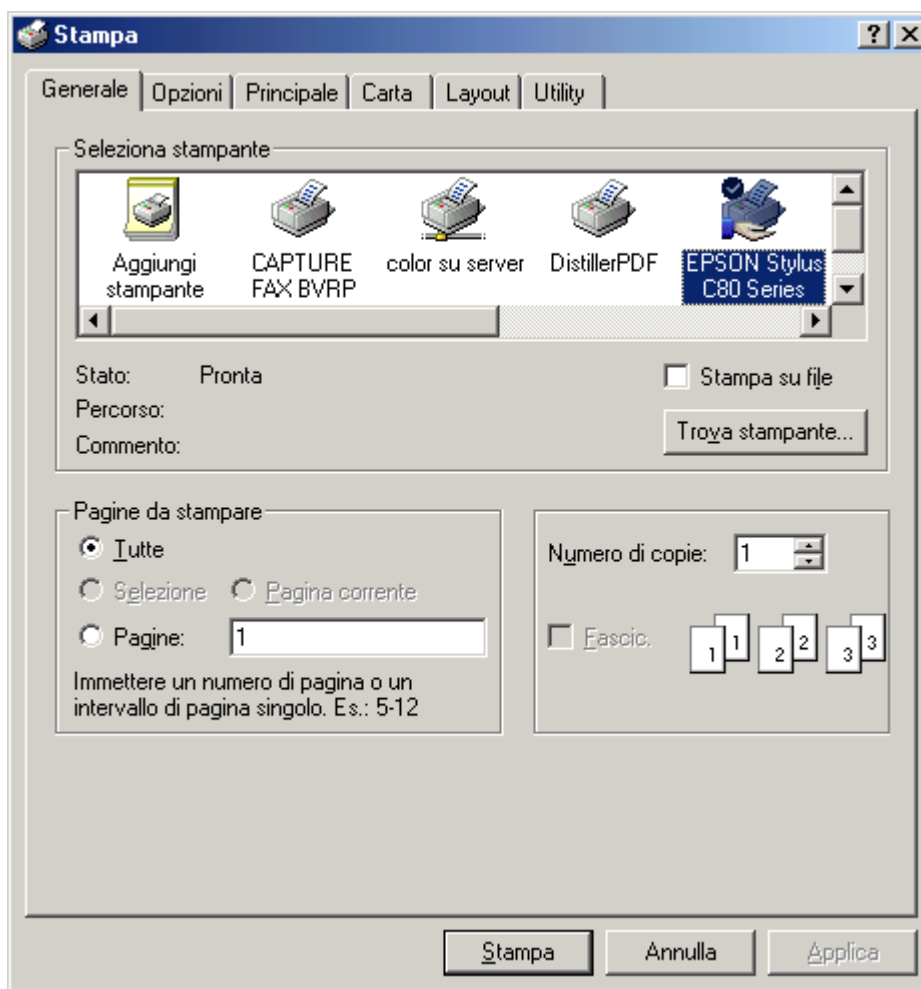 Stampa
Generale Opzioni Principale Carta Layout Utility
Seleziona stampante
Aggiungi stampante
CAPTURE FAX BVRP
color su server
DistillerPDF
EPSON Stylus C80 Series
Stato: Pronta
Percorso:
Commento:
Stampa su file
Trova stampante...
Pagine da stampare
Tutte
Selezione Pagina corrente
Pagine: 1
Immettere un numero di pagina o un
intervallo di pagina singolo. Es.: 5-12
Numero di copie: 1
Fascic.
1 1 2 2 3 3
Stampa Annulla Applica